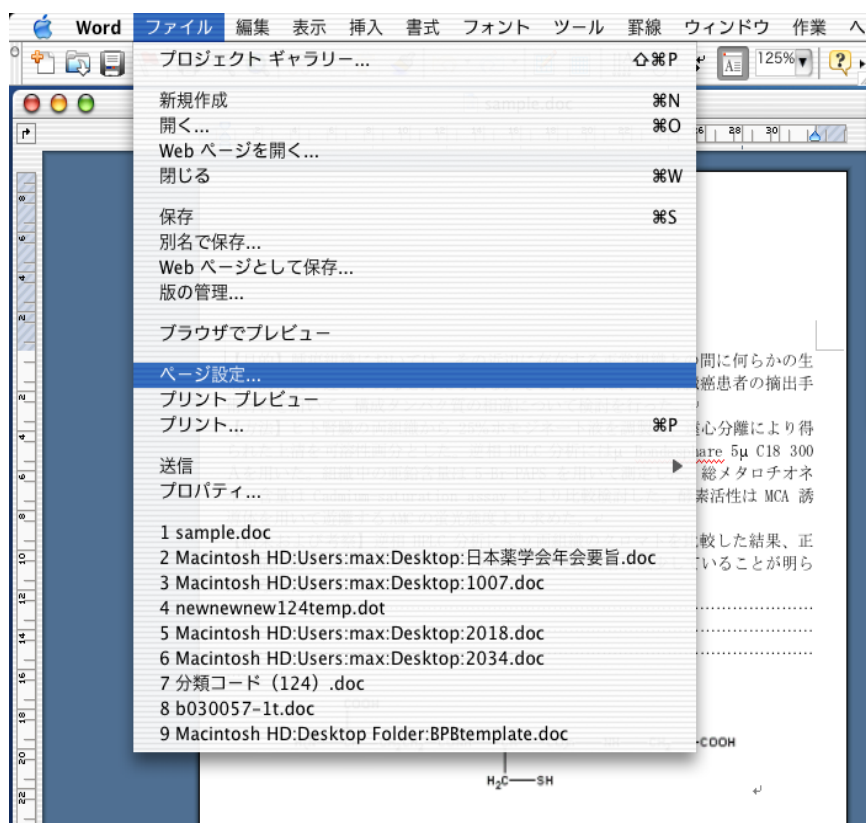 Word ファイル 編集 表示 挿入 書式 フォント ツール 罫線 ウィンドウ 作業 ヘ
125%
sample.doc
プロジェクト ギャラリー... ⇧⌘P
新規作成 ⌘N
開く... ⌘O
Web ページを開く...
閉じる ⌘W
保存 ⌘S
別名で保存...
Web ページとして保存...
版の管理...
ブラウザでプレビュー
ページ設定...
プリント プレビュー
プリント... ⌘P
送信
プロパティ...
1 sample.doc
2 Macintosh HD:Users:max:Desktop:日本薬学会年会要旨.doc
3 Macintosh HD:Users:max:Desktop:1007.doc
4 newnewnew124temp.dot
5 Macintosh HD:Users:max:Desktop:2018.doc
6 Macintosh HD:Users:max:Desktop:2034.doc
7 分類コード（124）.doc
8 b030057-1t.doc
9 Macintosh HD:Desktop Folder:BPBtemplate.doc
間に何らかの生
癌患者の摘出手
心分離により得
are 5μ C18 300
総メタロチオネ
素活性は MCA 誘
較した結果、正
ていることが明ら
-COOH
H2C—SH